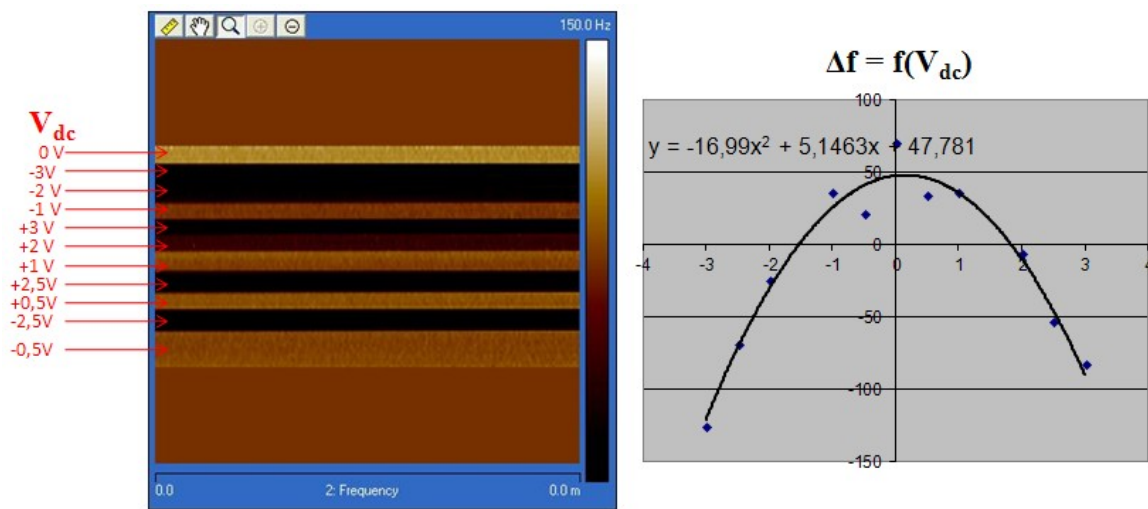 150.0 Hz
V_dc
0 V
-3V
-2 V
-1 V
+3 V
+2 V
+1 V
+2,5V
+0,5V
-2,5V
-0,5V
0.0 2: Frequency 0.0 m
Δf = f(V_dc)
y = -16,99x² + 5,1463x + 47,781
100
50
0
-50
-100
-150
-4 -3 -2 -1 0 1 2 3 4